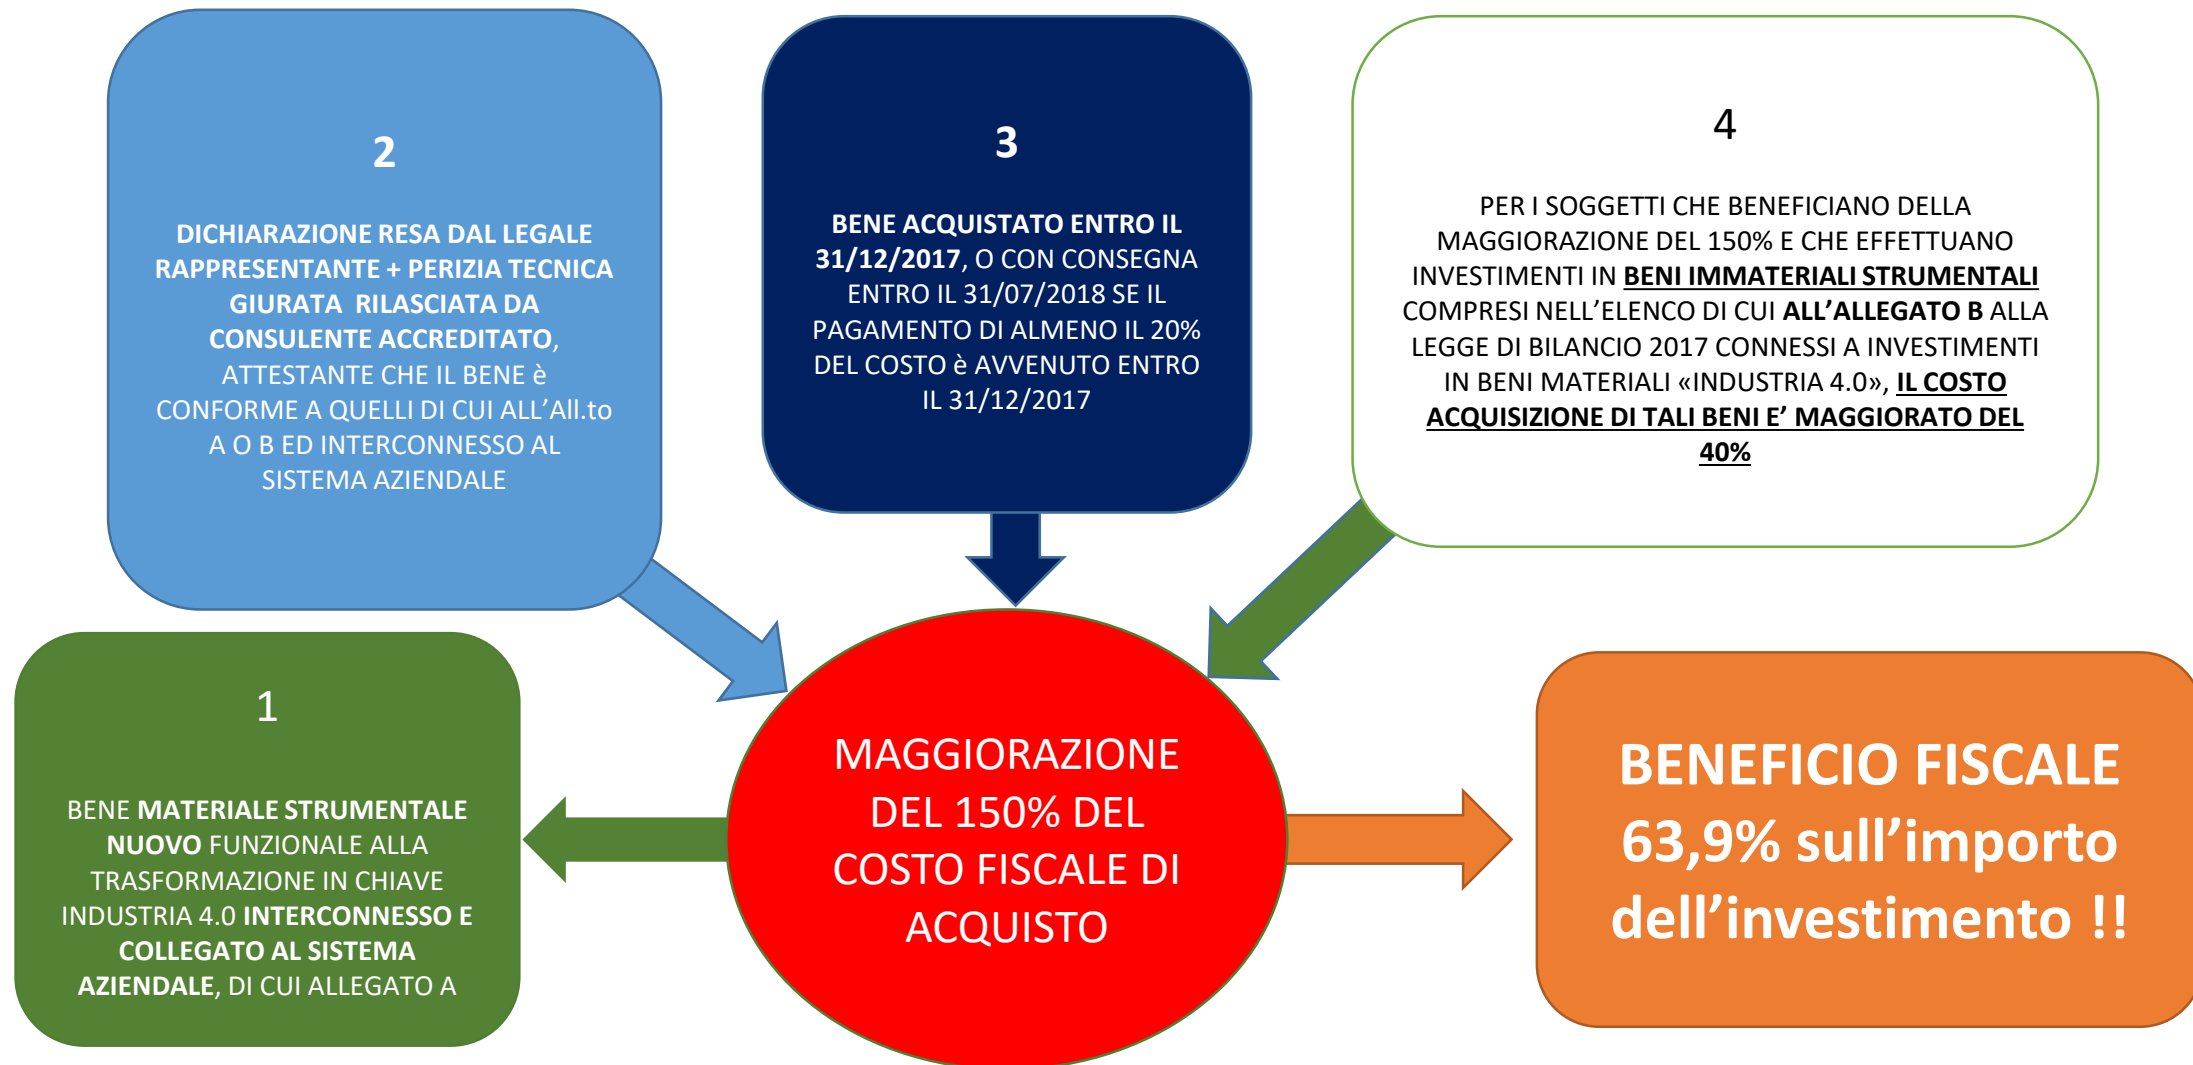 2
DICHIARAZIONE RESA DAL LEGALE
RAPPRESENTANTE + PERIZIA TECNICA
GIURATA  RILASCIATA DA
CONSULENTE ACCREDITATO,
ATTESTANTE CHE IL BENE è
CONFORME A QUELLI DI CUI ALL’All.to
A O B ED INTERCONNESSO AL
SISTEMA AZIENDALE
3
BENE ACQUISTATO ENTRO IL
31/12/2017, O CON CONSEGNA
ENTRO IL 31/07/2018 SE IL
PAGAMENTO DI ALMENO IL 20%
DEL COSTO è AVVENUTO ENTRO
IL 31/12/2017
4
PER I SOGGETTI CHE BENEFICIANO DELLA
MAGGIORAZIONE DEL 150% E CHE EFFETTUANO
INVESTIMENTI IN BENI IMMATERIALI STRUMENTALI
COMPRESI NELL’ELENCO DI CUI ALL’ALLEGATO B ALLA
LEGGE DI BILANCIO 2017 CONNESSI A INVESTIMENTI
IN BENI MATERIALI «INDUSTRIA 4.0», IL COSTO
ACQUISIZIONE DI TALI BENI E’ MAGGIORATO DEL
40%
1
BENE MATERIALE STRUMENTALE
NUOVO FUNZIONALE ALLA
TRASFORMAZIONE IN CHIAVE
INDUSTRIA 4.0 INTERCONNESSO E
COLLEGATO AL SISTEMA
AZIENDALE, DI CUI ALLEGATO A
MAGGIORAZIONE
DEL 150% DEL
COSTO FISCALE DI
ACQUISTO
BENEFICIO FISCALE
63,9% sull’importo
dell’investimento !!